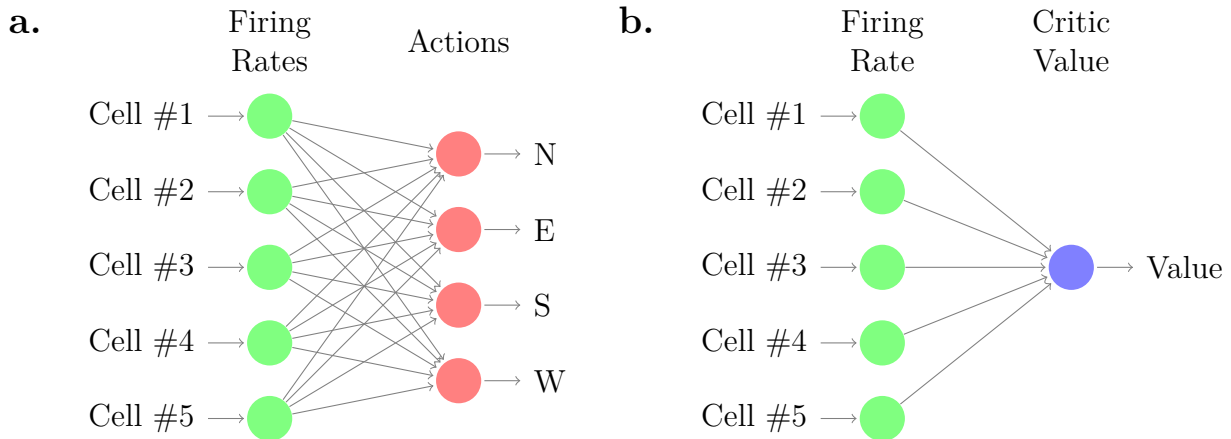 a.
Firing
Rates
Actions
Cell #1
Cell #2
Cell #3
Cell #4
Cell #5
N
E
S
W
b.
Firing
Rate
Critic
Value
Cell #1
Cell #2
Cell #3
Cell #4
Cell #5
Value